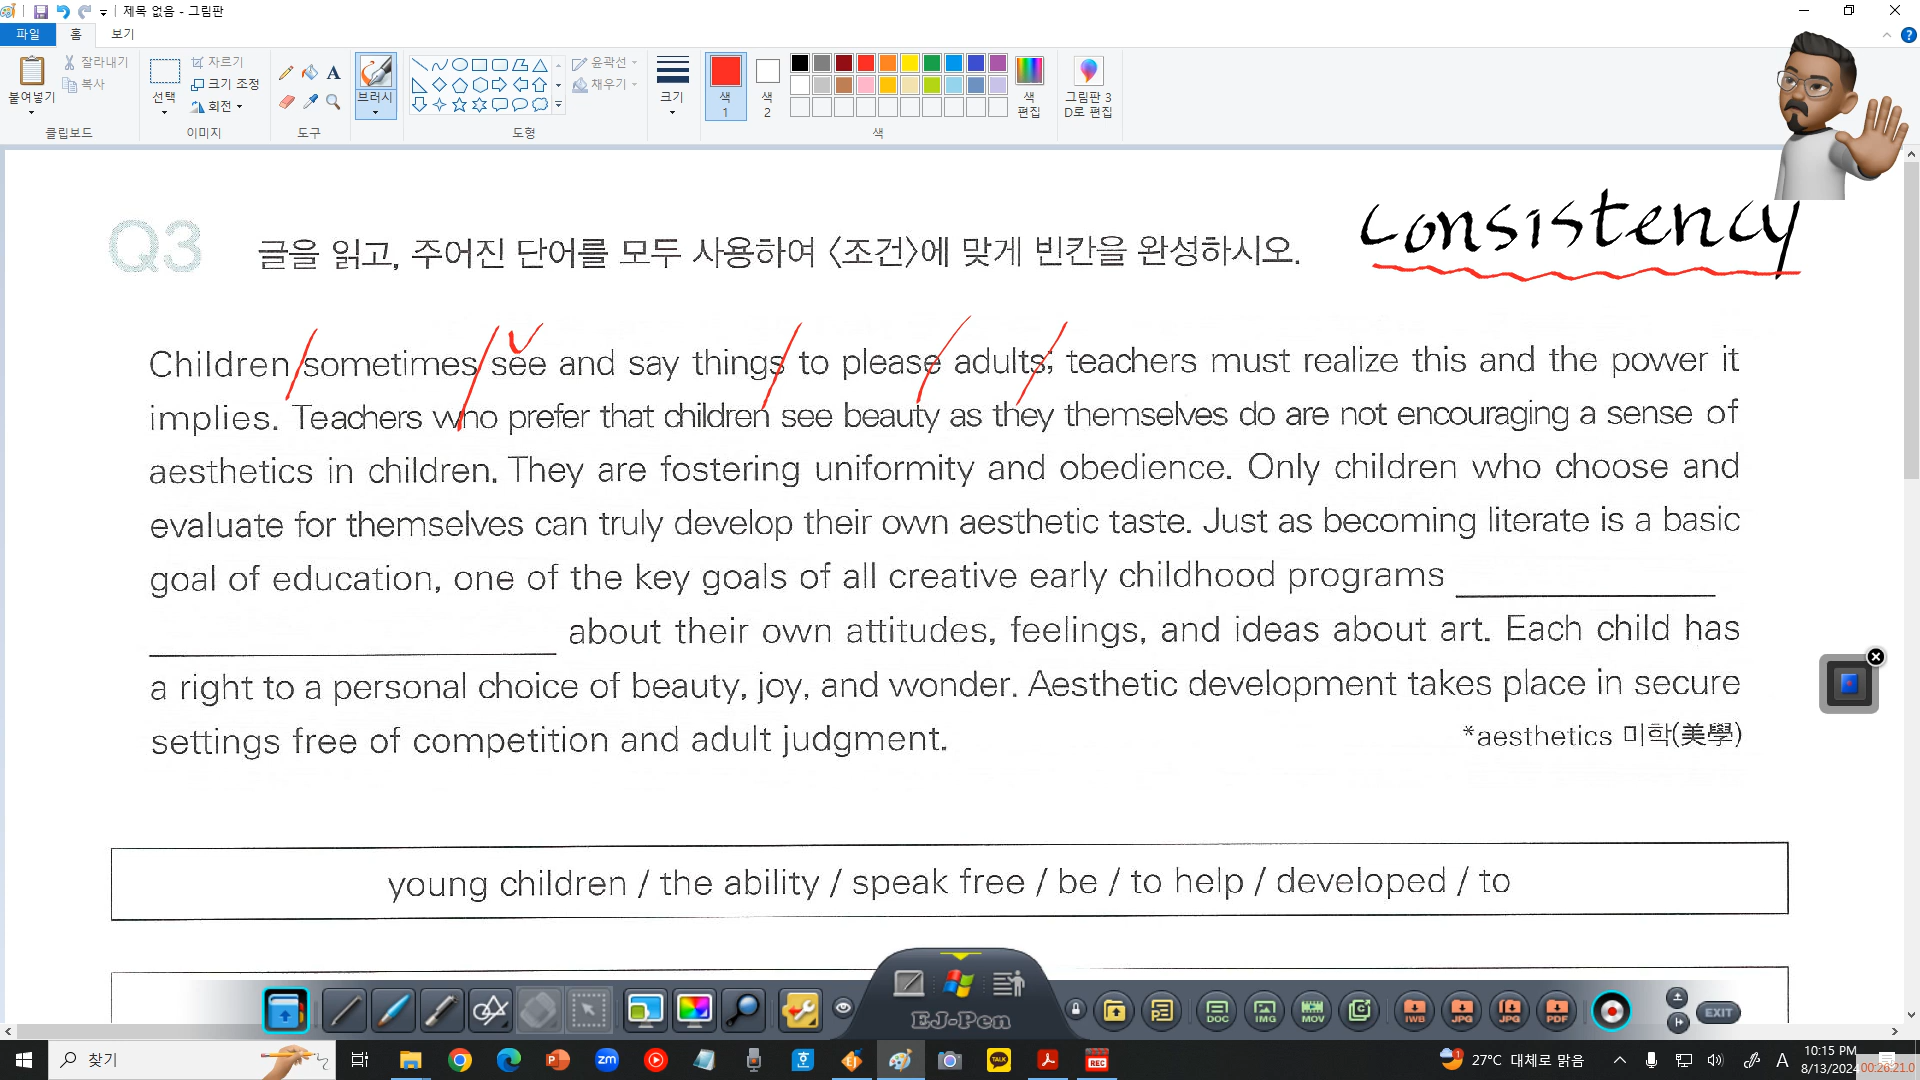 제목 없음 - 그림판
파일 홈 보기
붙여넣기 잘라내기 복사 클립보드
선택 자르기 크기 조정 회전 이미지
A 도구
브러시
윤곽선 채우기 도형
크기
색 1 색 2 색 편집 색
그림판 3D로 편집
consistency
Q3 글을 읽고, 주어진 단어를 모두 사용하여 〈조건〉에 맞게 빈칸을 완성하시오.
Children sometimes see and say things to please adults; teachers must realize this and the power it
implies. Teachers who prefer that children see beauty as they themselves do are not encouraging a sense of
aesthetics in children. They are fostering uniformity and obedience. Only children who choose and
evaluate for themselves can truly develop their own aesthetic taste. Just as becoming literate is a basic
goal of education, one of the key goals of all creative early childhood programs
about their own attitudes, feelings, and ideas about art. Each child has
a right to a personal choice of beauty, joy, and wonder. Aesthetic development takes place in secure
settings free of competition and adult judgment.
*aesthetics 미학(美學)
young children / the ability / speak free / be / to help / developed / to
EJ-Pen
DOC IMG MOV IWB JPG JPG PDF EXIT
찾기
zm TALK REC
27°C 대체로 맑음
A
10:15 PM
8/13/2024
00:26:21.0